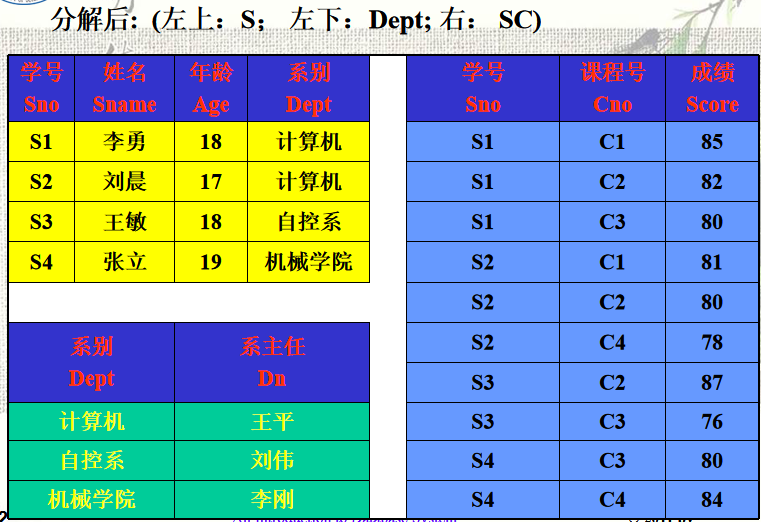 分解后:（左上：S； 左下：Dept; 右： SC)
学号 姓名 年龄 系别
Sno Sname Age Dept
S1 李勇 18 计算机
S2 刘晨 17 计算机
S3 王敏 18 自控系
S4 张立 19 机械学院
系别 系主任
Dept Dn
计算机 王平
自控系 刘伟
机械学院 李刚
学号 课程号 成绩
Sno Cno Score
S1 C1 85
S1 C2 82
S1 C3 80
S2 C1 81
S2 C2 80
S2 C4 78
S3 C2 87
S3 C3 76
S4 C3 80
S4 C4 84
An Introduction to Database System